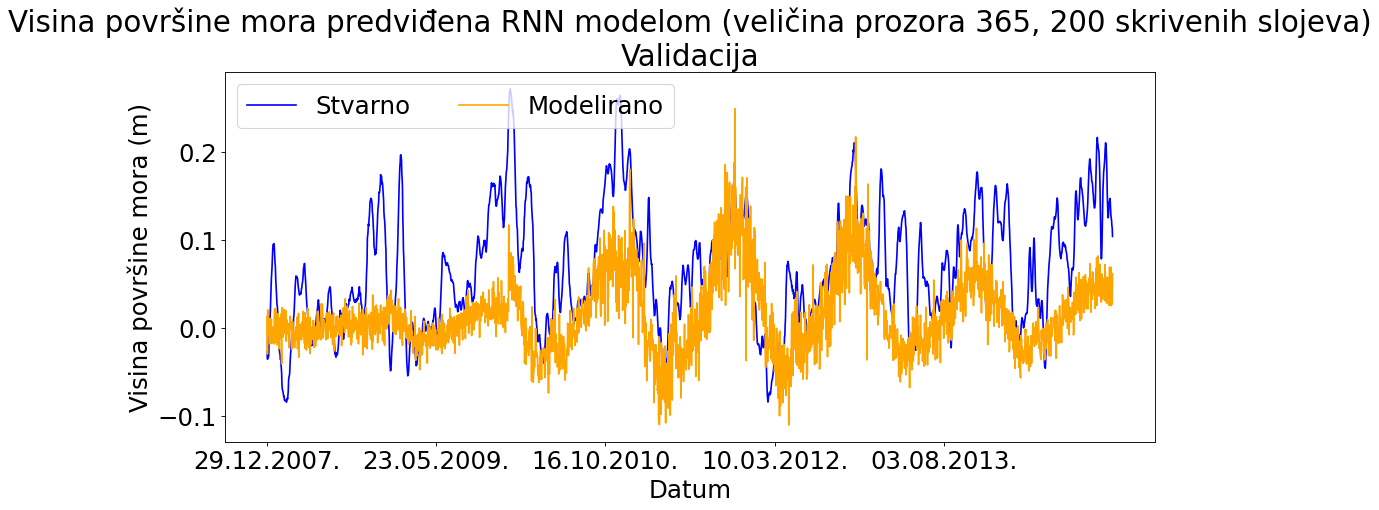 Visina površine mora predviđena RNN modelom (veličina prozora 365, 200 skrivenih slojeva)
Validacija
Stvarno
Modelirano
Visina površine mora (m)
0.2
0.1
0.0
−0.1
29.12.2007.
23.05.2009.
16.10.2010.
10.03.2012.
03.08.2013.
Datum